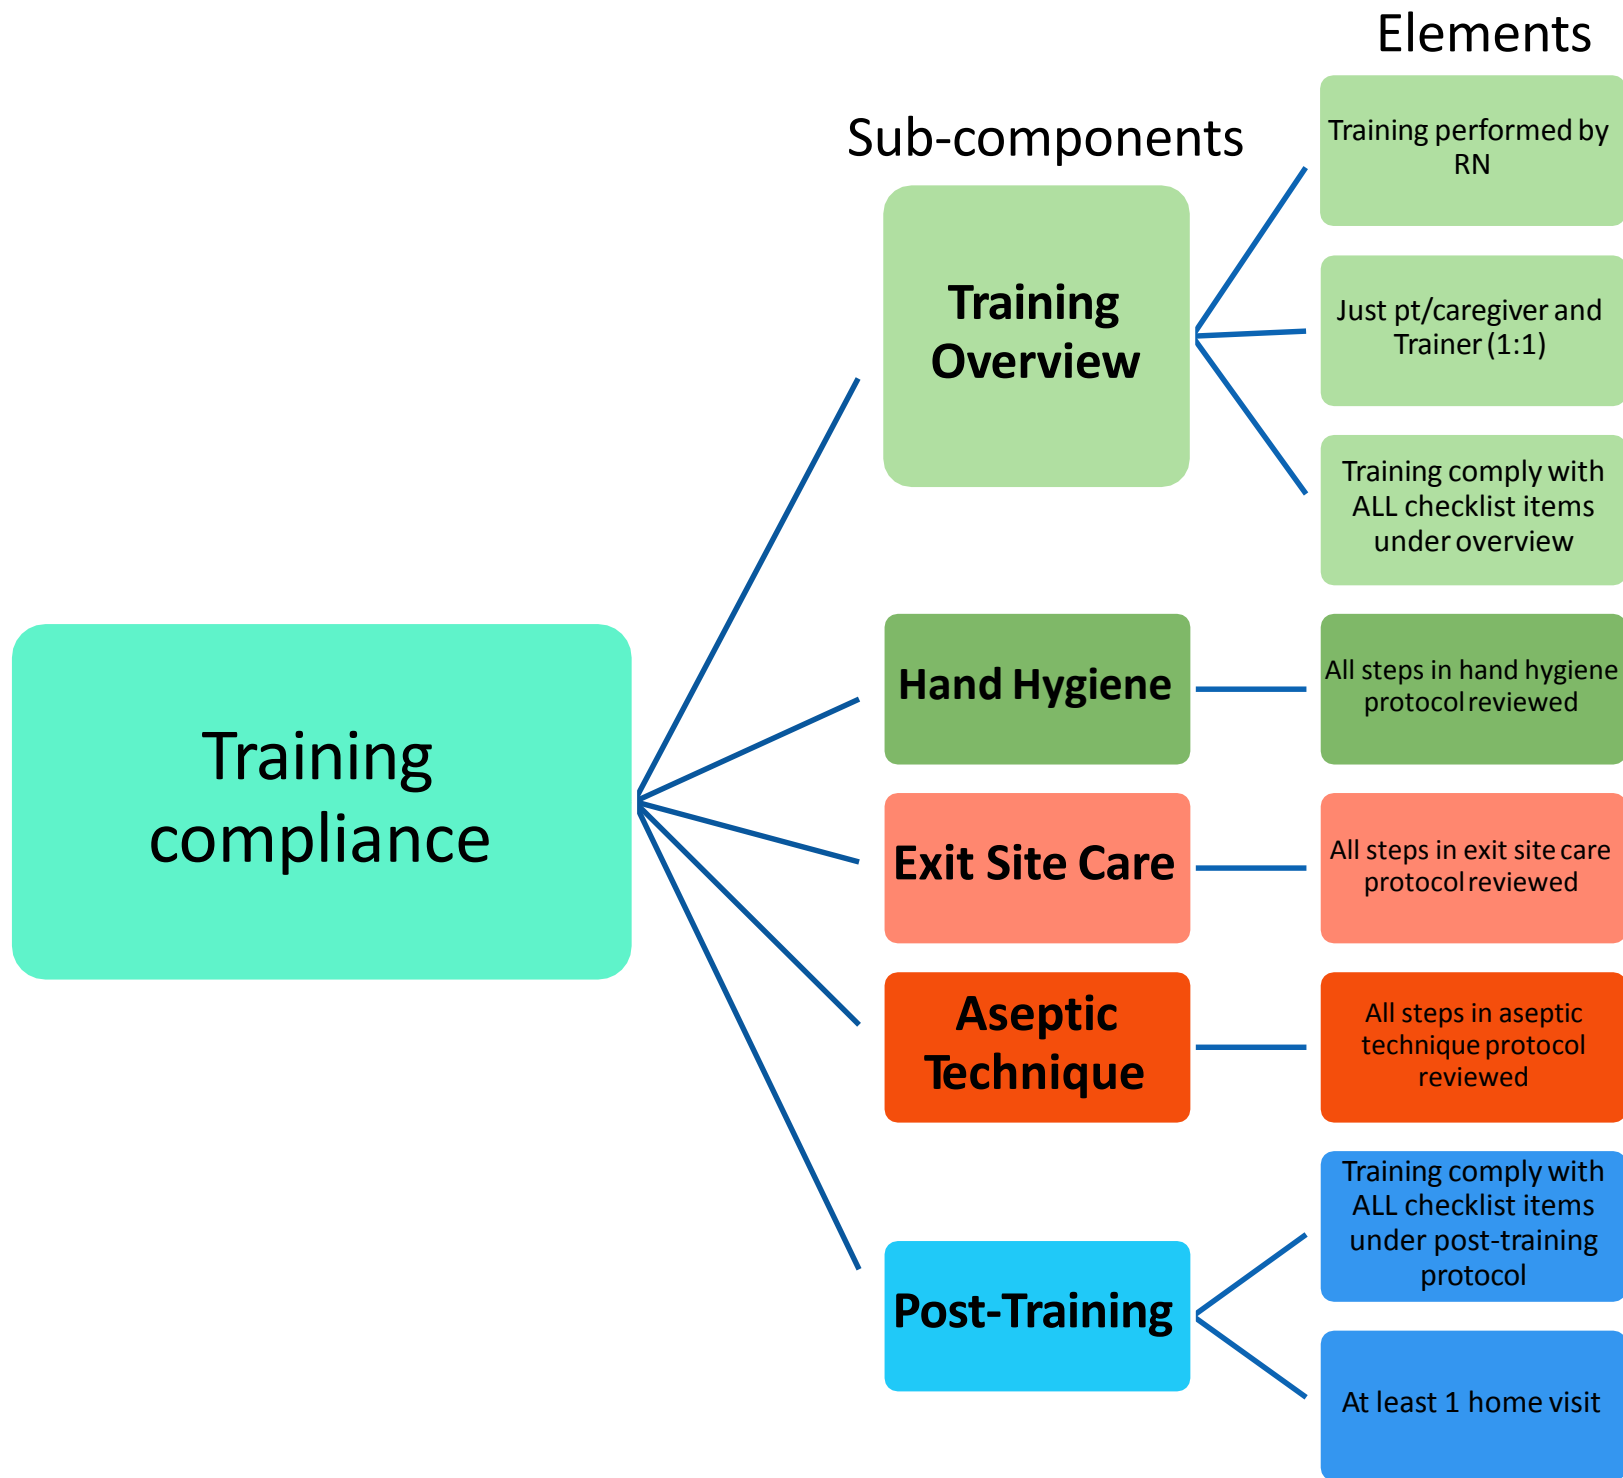 Elements
Sub-components
Training performed by
RN
Training
Overview
Just pt/caregiver and
Trainer (1:1)
Training comply with
ALL checklist items
under overview
Training
compliance
Hand Hygiene
All steps in hand hygiene
protocol reviewed
Exit Site Care
All steps in exit site care
protocol reviewed
Aseptic
Technique
All steps in aseptic
technique protocol
reviewed
Post-Training
Training comply with
ALL checklist items
under post-training
protocol
At least 1 home visit